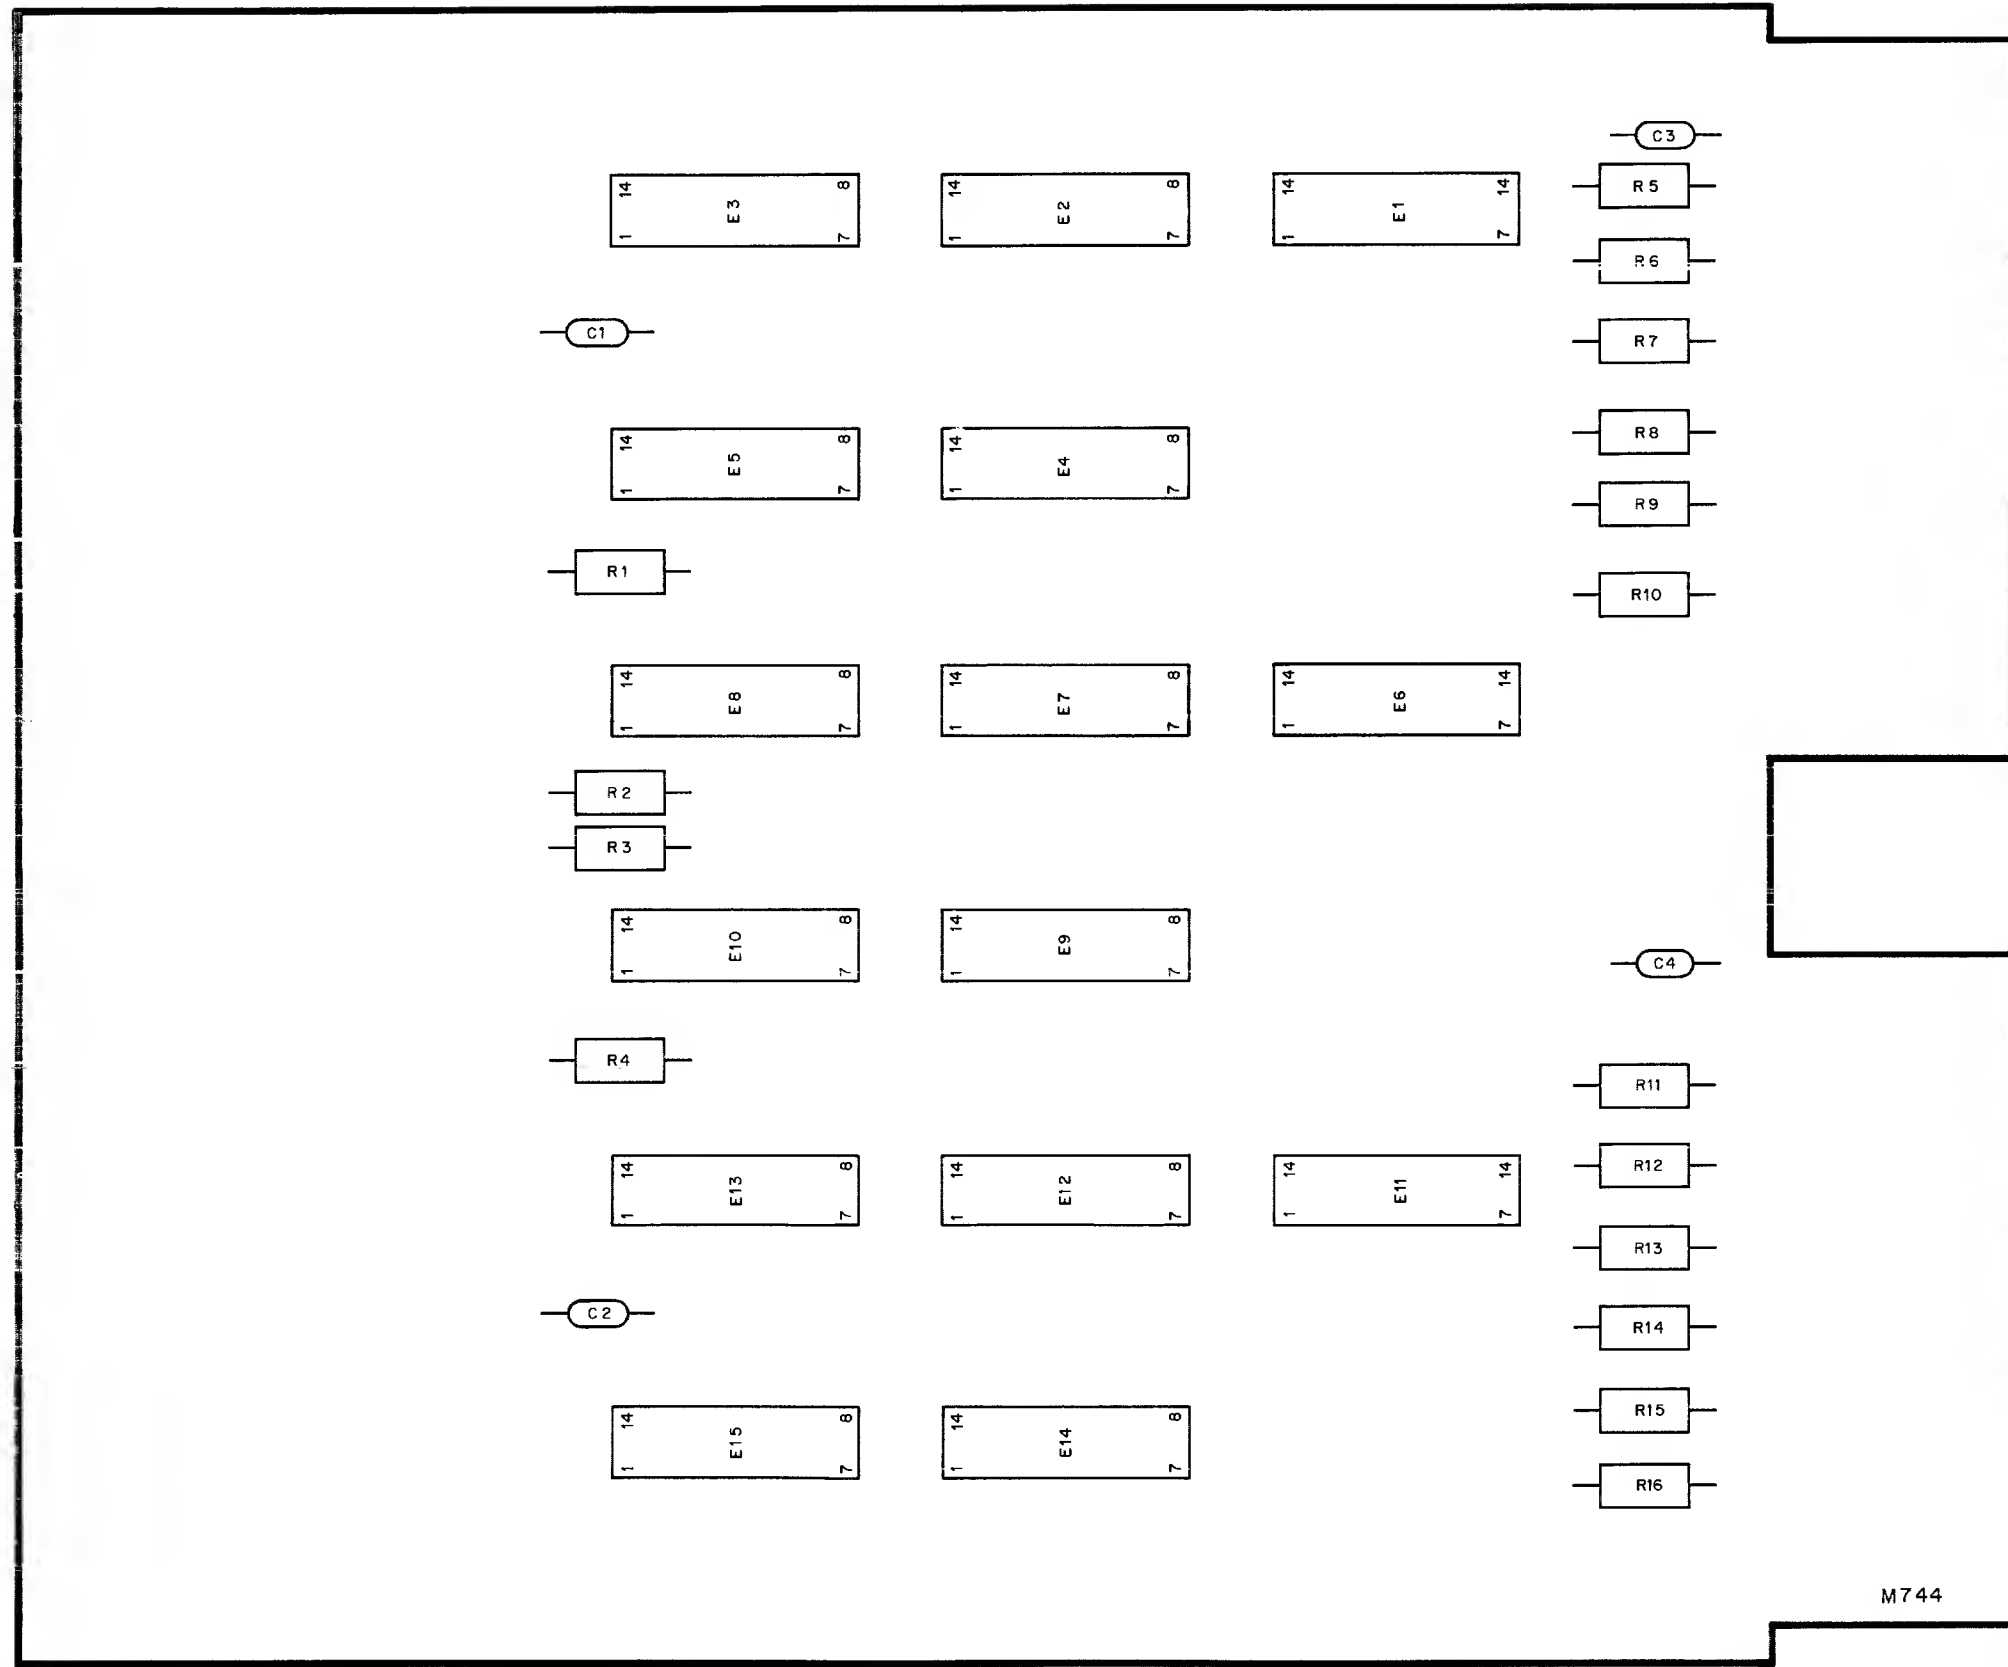 C3
14 8 14 8 14 14
E3 E2 E1
1 7 1 7 1 7
R5
R6
C1
R7
14 8 14 8
E5 E4
1 7 1 7
R8
R9
R1
R10
14 8 14 8 14 14
E8 E7 E6
1 7 1 7 1 7
R2
R3
14 8 14 8
E10 E9
1 7 1 7
C4
R4
R11
14 8 14 8 14 14
E13 E12 E11
1 7 1 7 1 7
R12
R13
C2
R14
14 8 14 8
E15 E14
1 7 1 7
R15
R16
M744